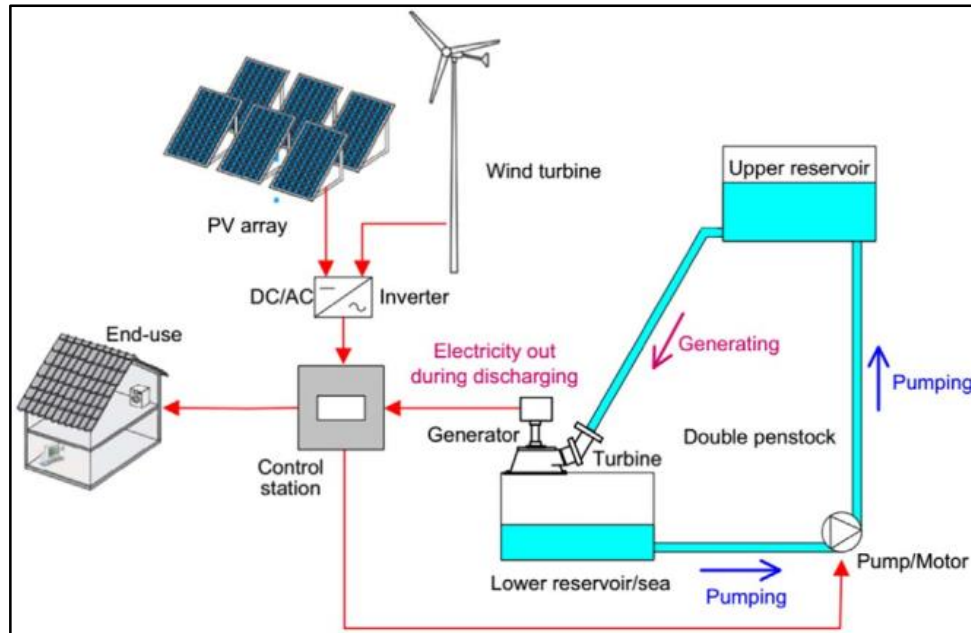 Wind turbine
Upper reservoir
PV array
DC/AC
Inverter
End-use
Electricity out
during discharging
Generating
Pumping
Generator
Double penstock
Turbine
Control
station
Pump/Motor
Lower reservoir/sea
Pumping